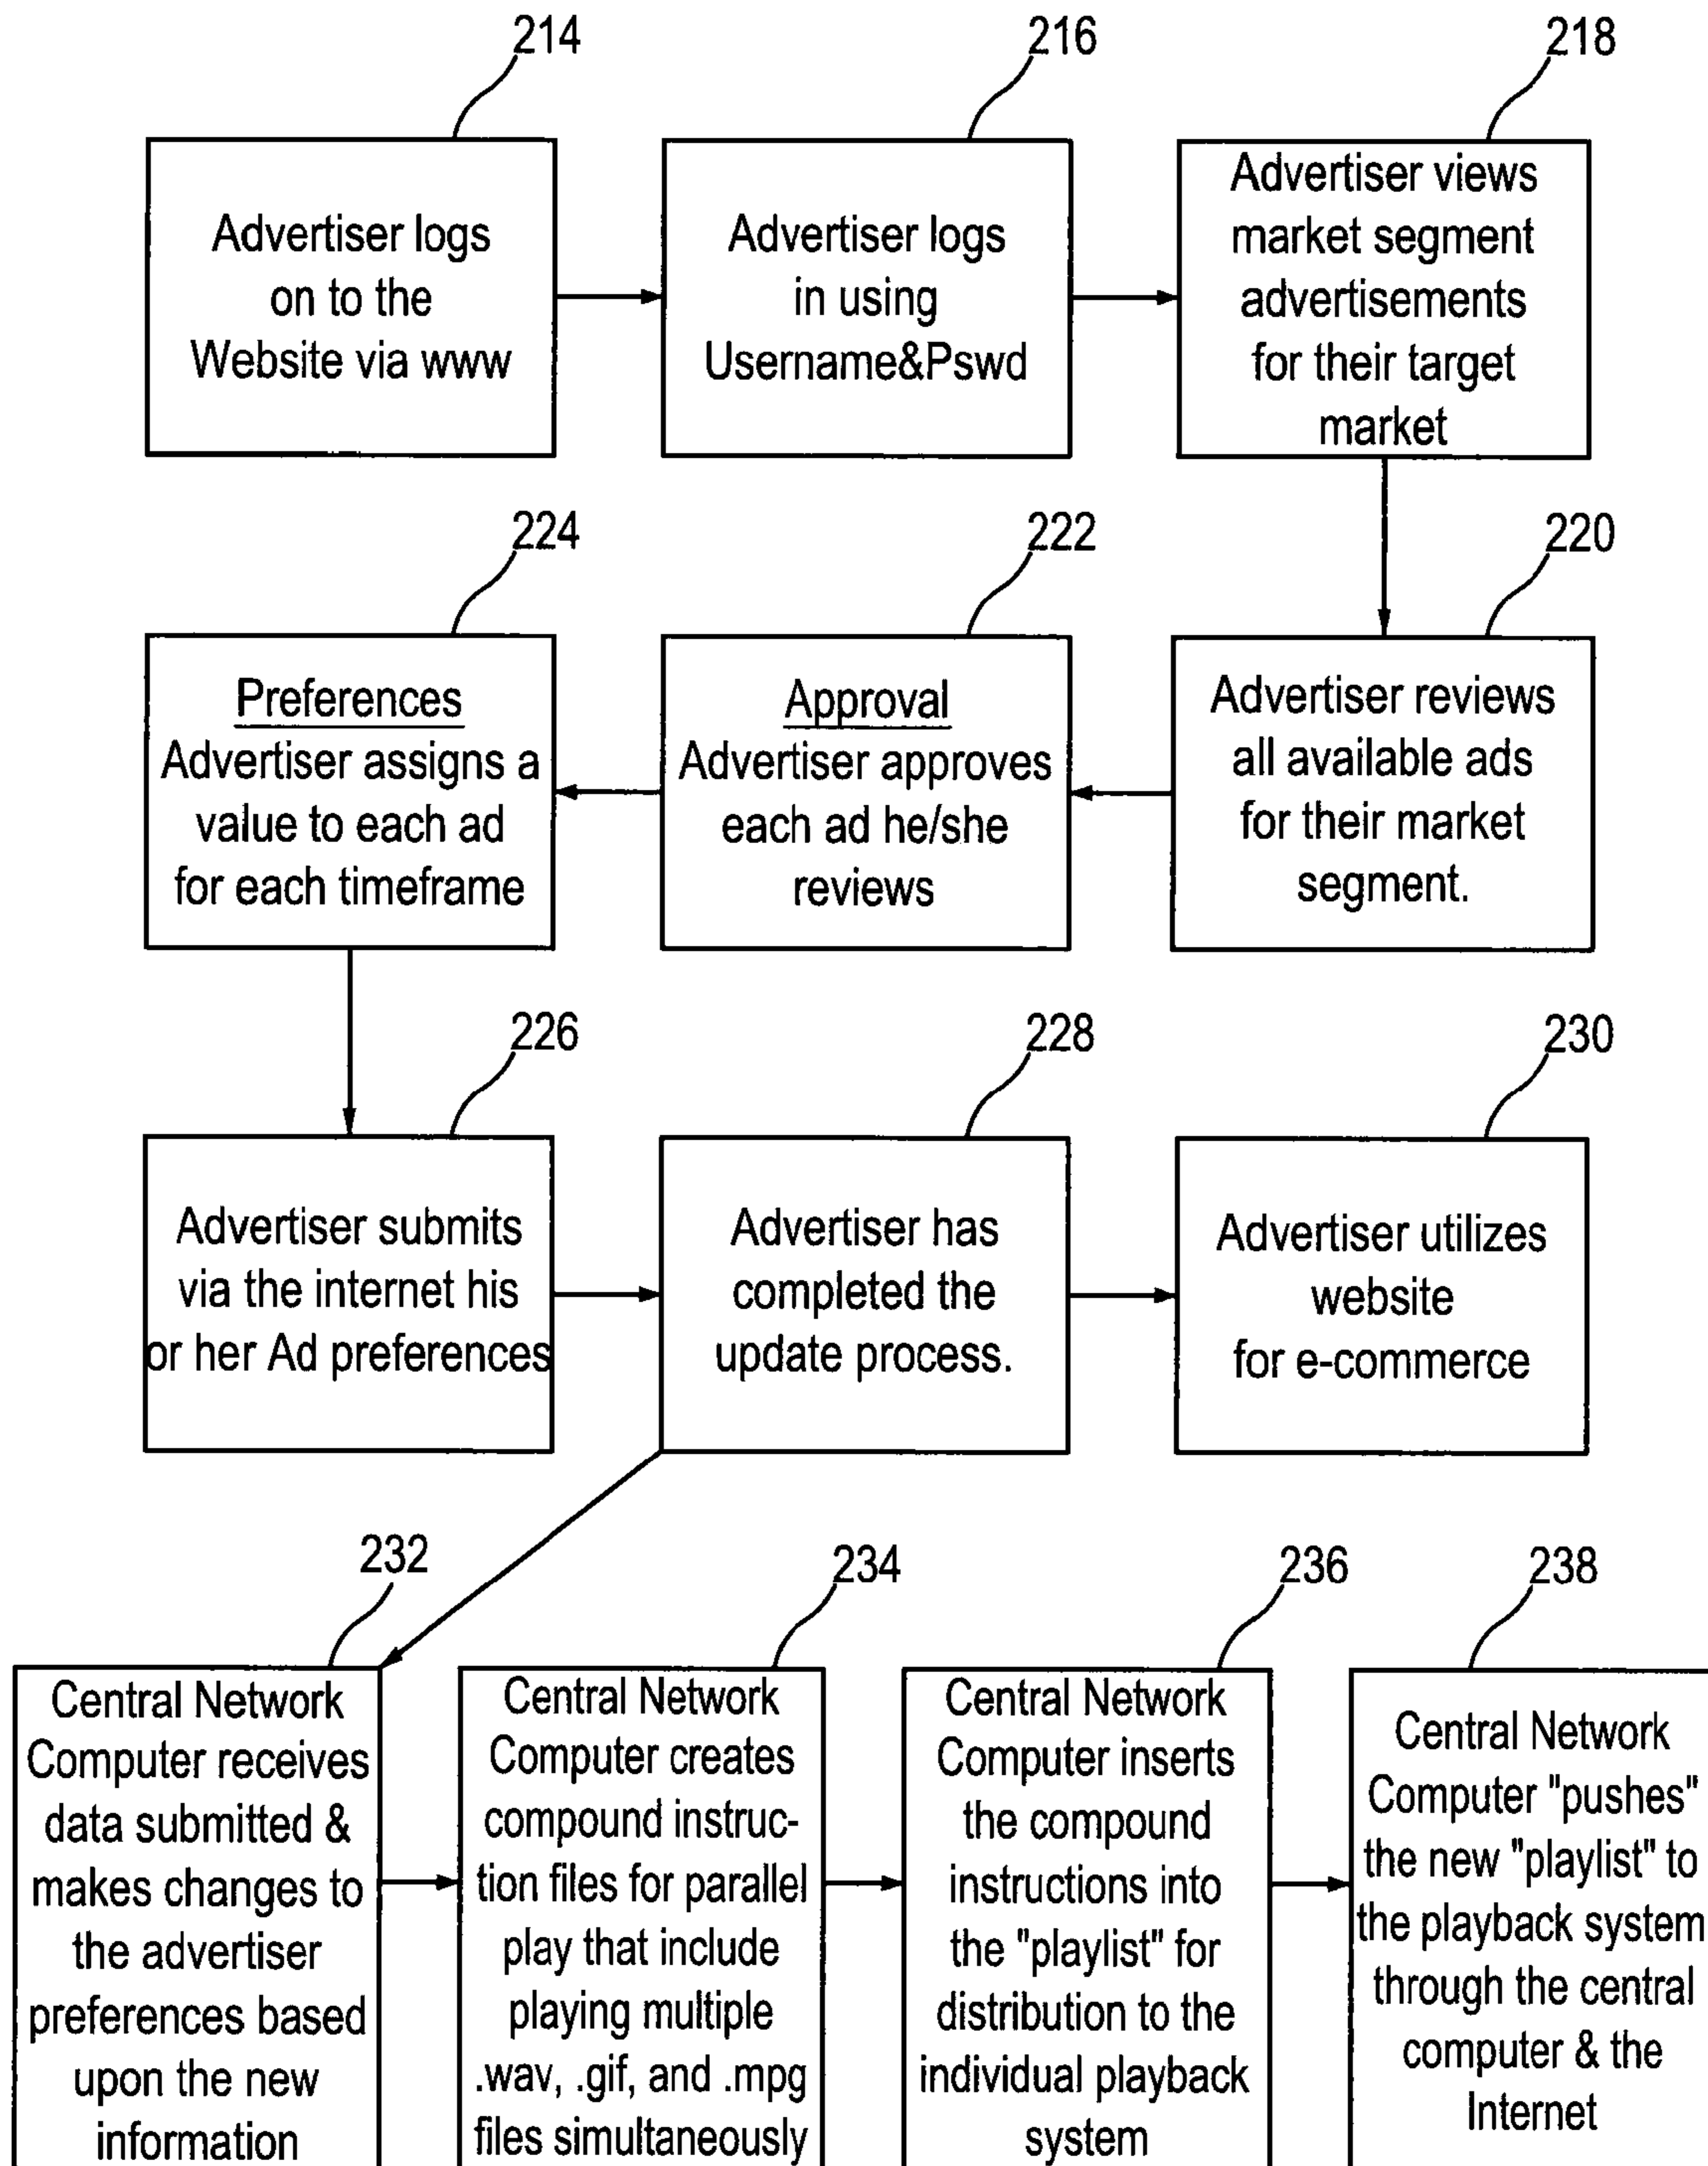 214
216
218
Advertiser logs
on to the
Website via www
Advertiser logs
in using
Username&Pswd
Advertiser views
market segment
advertisements
for their target
market
224
222
220
Preferences
Advertiser assigns a
value to each ad
for each timeframe
Approval
Advertiser approves
each ad he/she
reviews
Advertiser reviews
all available ads
for their market
segment.
226
228
230
Advertiser submits
via the internet his
or her Ad preferences
Advertiser has
completed the
update process.
Advertiser utilizes
website
for e-commerce
232
234
236
238
Central Network
Computer receives
data submitted &
makes changes to
the advertiser
preferences based
upon the new
information
Central Network
Computer creates
compound instruc-
tion files for parallel
play that include
playing multiple
.wav, .gif, and .mpg
files simultaneously
Central Network
Computer inserts
the compound
instructions into
the "playlist" for
distribution to the
individual playback
system
Central Network
Computer "pushes"
the new "playlist" to
the playback system
through the central
computer & the
Internet